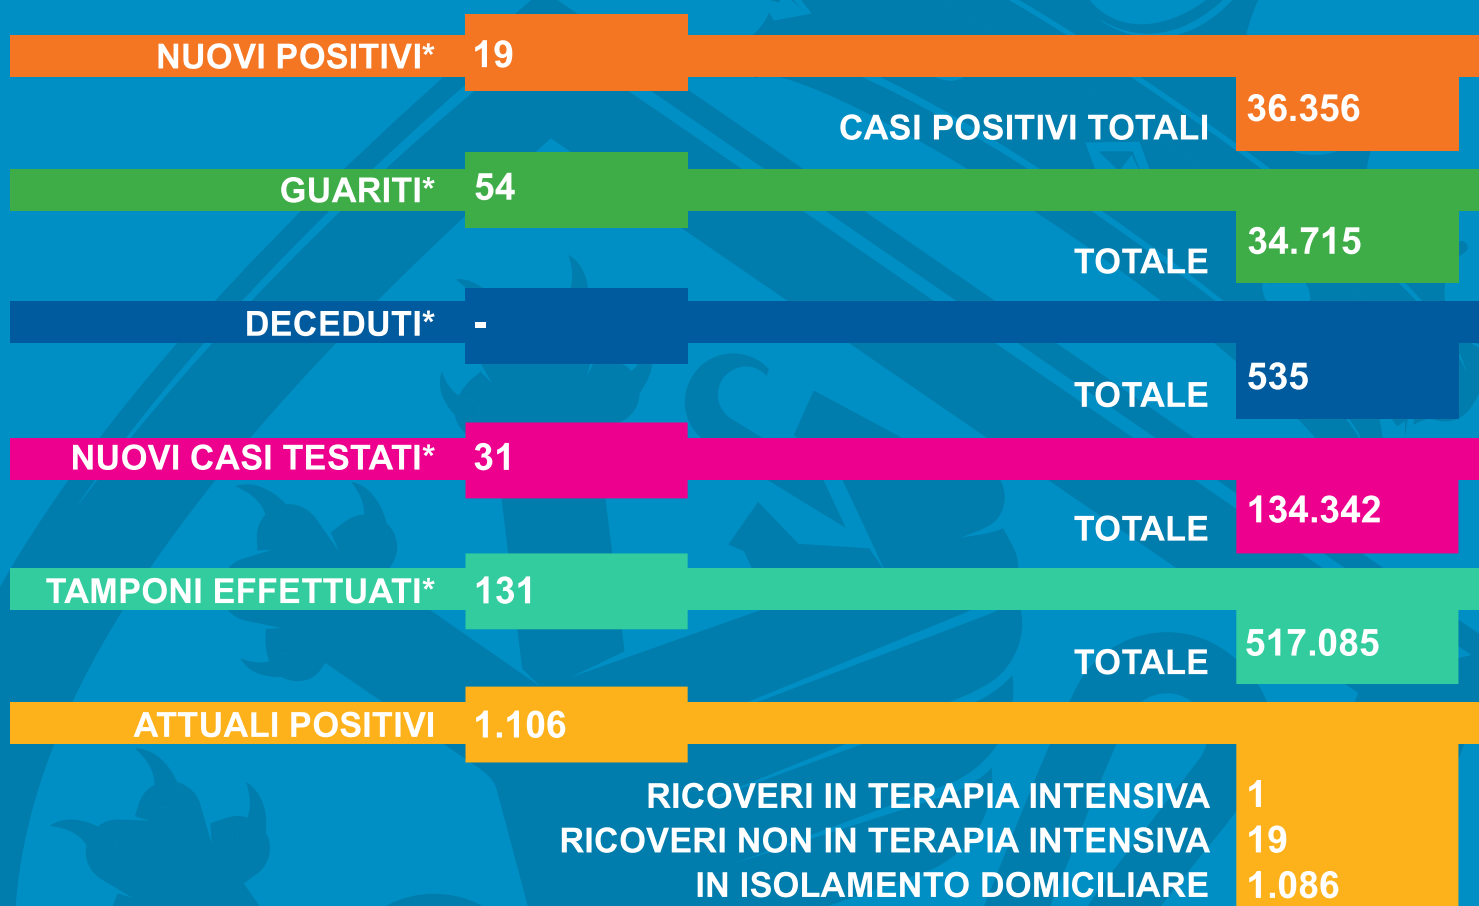 NUOVI POSITIVI* 19
CASI POSITIVI TOTALI 36.356
GUARITI* 54
TOTALE 34.715
DECEDUTI* -
TOTALE 535
NUOVI CASI TESTATI* 31
TOTALE 134.342
TAMPONI EFFETTUATI* 131
TOTALE 517.085
ATTUALI POSITIVI 1.106
RICOVERI IN TERAPIA INTENSIVA 1
RICOVERI NON IN TERAPIA INTENSIVA 19
IN ISOLAMENTO DOMICILIARE 1.086